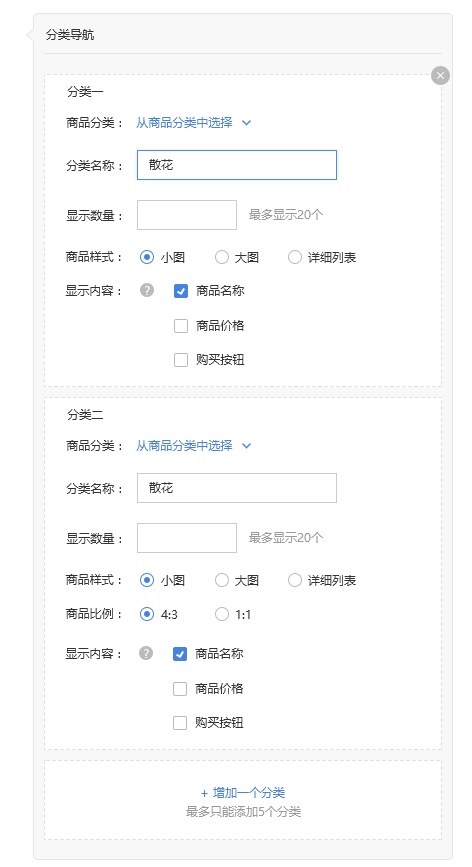 分类导航
分类一
商品分类： 从商品分类中选择
分类名称： 散花
显示数量： 最多显示20个
商品样式： 小图 大图 详细列表
显示内容： ? 商品名称
商品价格
购买按钮
分类二
商品分类： 从商品分类中选择
分类名称： 散花
显示数量： 最多显示20个
商品样式： 小图 大图 详细列表
商品比例： 4:3 1:1
显示内容： ? 商品名称
商品价格
购买按钮
+ 增加一个分类
最多只能添加5个分类